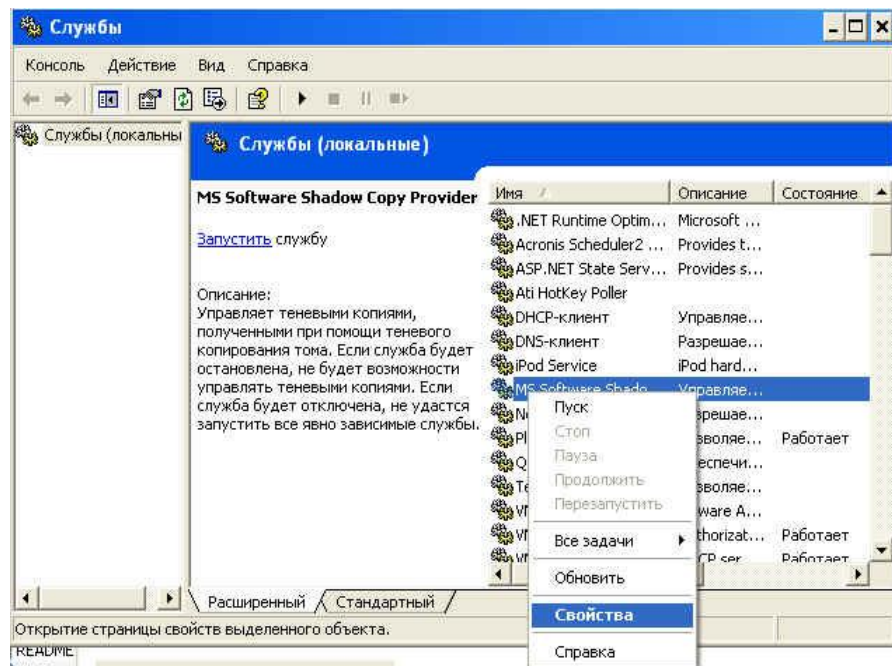 Службы
Консоль Действие Вид Справка
Службы (локальны
Службы (локальные)
MS Software Shadow Copy Provider
Запустить службу
Описание:
Управляет теневыми копиями,
полученными при помощи теневого
копирования тома. Если служба будет
остановлена, не будет возможности
управлять теневыми копиями. Если
служба будет отключена, не удастся
запустить все явно зависимые службы.
Имя Описание Состояние
.NET Runtime Optim... Microsoft ...
Acronis Scheduler2 ... Provides t...
ASP.NET State Serv... Provides s...
Ati HotKey Poller
DHCP-клиент Управляе...
DNS-клиент Разрешае...
iPod Service iPod hard...
MS Software Shado... Управляе...
Работает
ware A...
thorizat... Работает
CP ser... Работает
Пуск
Стоп
Пауза
Продолжить
Перезапустить
Все задачи
Обновить
Свойства
Справка
Расширенный Стандартный
Открытие страницы свойств выделенного объекта.
README